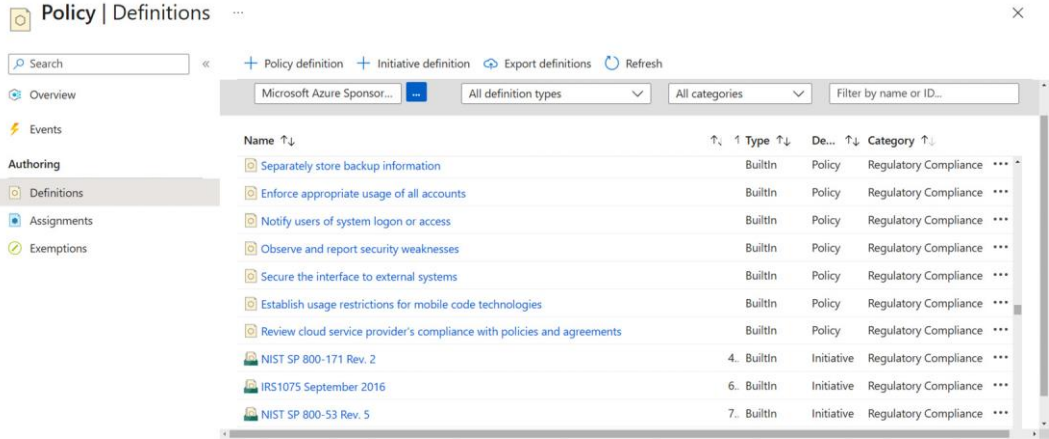 Policy | Definitions ...
Search
Overview
Events
Authoring
Definitions
Assignments
Exemptions
+ Policy definition + Initiative definition Export definitions Refresh
Microsoft Azure Sponsor... ... All definition types All categories Filter by name or ID...
Name ↑↓ Type ↑↓ De... ↑↓ Category ↑↓
Separately store backup information BuiltIn Policy Regulatory Compliance ...
Enforce appropriate usage of all accounts BuiltIn Policy Regulatory Compliance ...
Notify users of system logon or access BuiltIn Policy Regulatory Compliance ...
Observe and report security weaknesses BuiltIn Policy Regulatory Compliance ...
Secure the interface to external systems BuiltIn Policy Regulatory Compliance ...
Establish usage restrictions for mobile code technologies BuiltIn Policy Regulatory Compliance ...
Review cloud service provider's compliance with policies and agreements BuiltIn Policy Regulatory Compliance ...
NIST SP 800-171 Rev. 2 4.. BuiltIn Initiative Regulatory Compliance ...
IRS1075 September 2016 6.. BuiltIn Initiative Regulatory Compliance ...
NIST SP 800-53 Rev. 5 7.. BuiltIn Initiative Regulatory Compliance ...